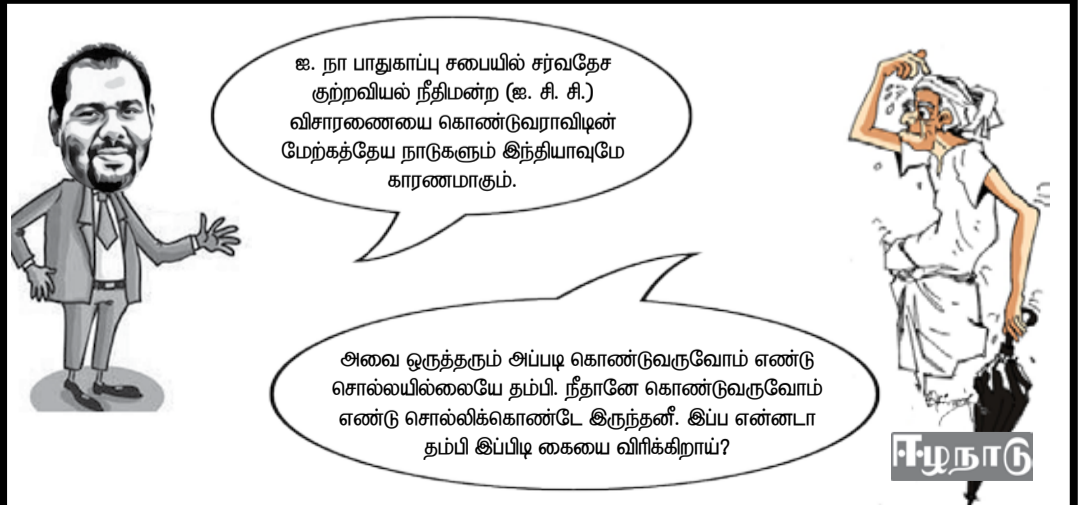 ஐ. நா பாதுகாப்பு சபையில் சர்வதேச
குற்றவியல் நீதிமன்ற (ஐ. சி. சி.)
விசாரணையை கொண்டுவராவிடின்
மேற்கத்தேய நாடுகளும் இந்தியாவுமே
காரணமாகும்.
அவை ஒருத்தரும் அப்படி கொண்டுவருவோம் எண்டு
சொல்லயில்லையே தம்பி. நீதானே கொண்டுவருவோம்
எண்டு சொல்லிக்கொண்டே இருந்தனீ. இப்ப என்னடா
தம்பி இப்பிடி கையை விரிக்கிறாய்?
ஈழநாடு